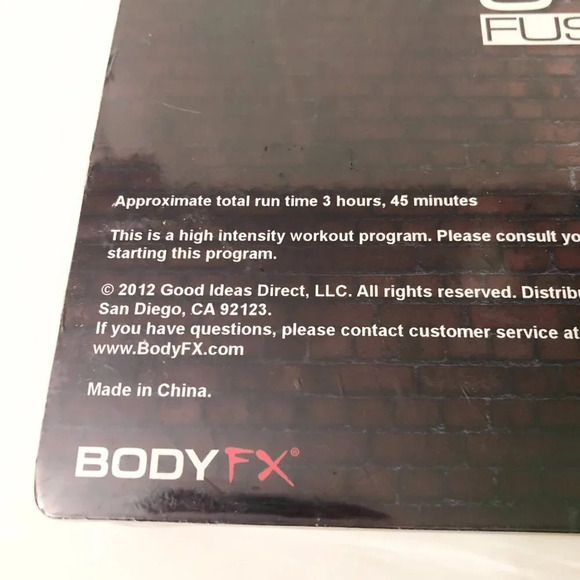 FUS
Approximate total run time 3 hours, 45 minutes
This is a high intensity workout program. Please consult yo
starting this program.
© 2012 Good Ideas Direct, LLC. All rights reserved. Distribu
San Diego, CA 92123.
If you have questions, please contact customer service at
www.BodyFX.com
Made in China.
BODY FX®